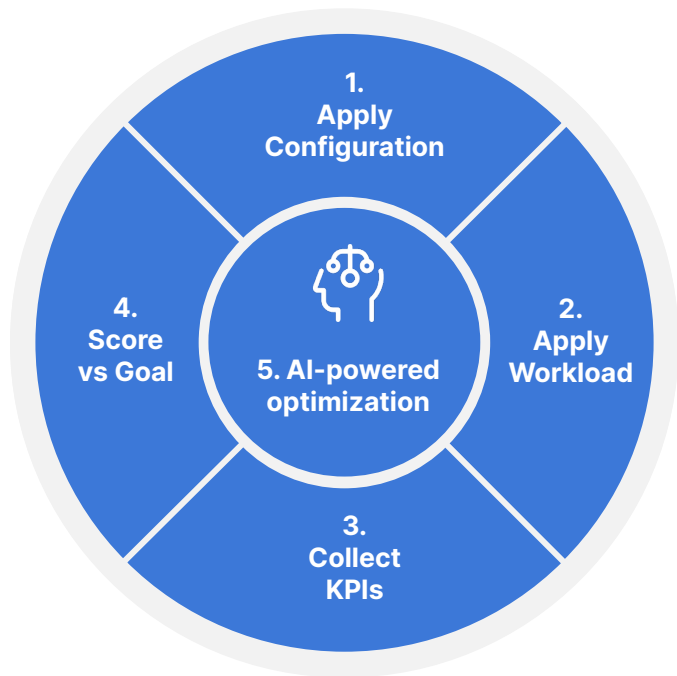 1.
Apply
Configuration
2.
Apply
Workload
3.
Collect
KPIs
4.
Score
vs Goal
5. AI-powered
optimization